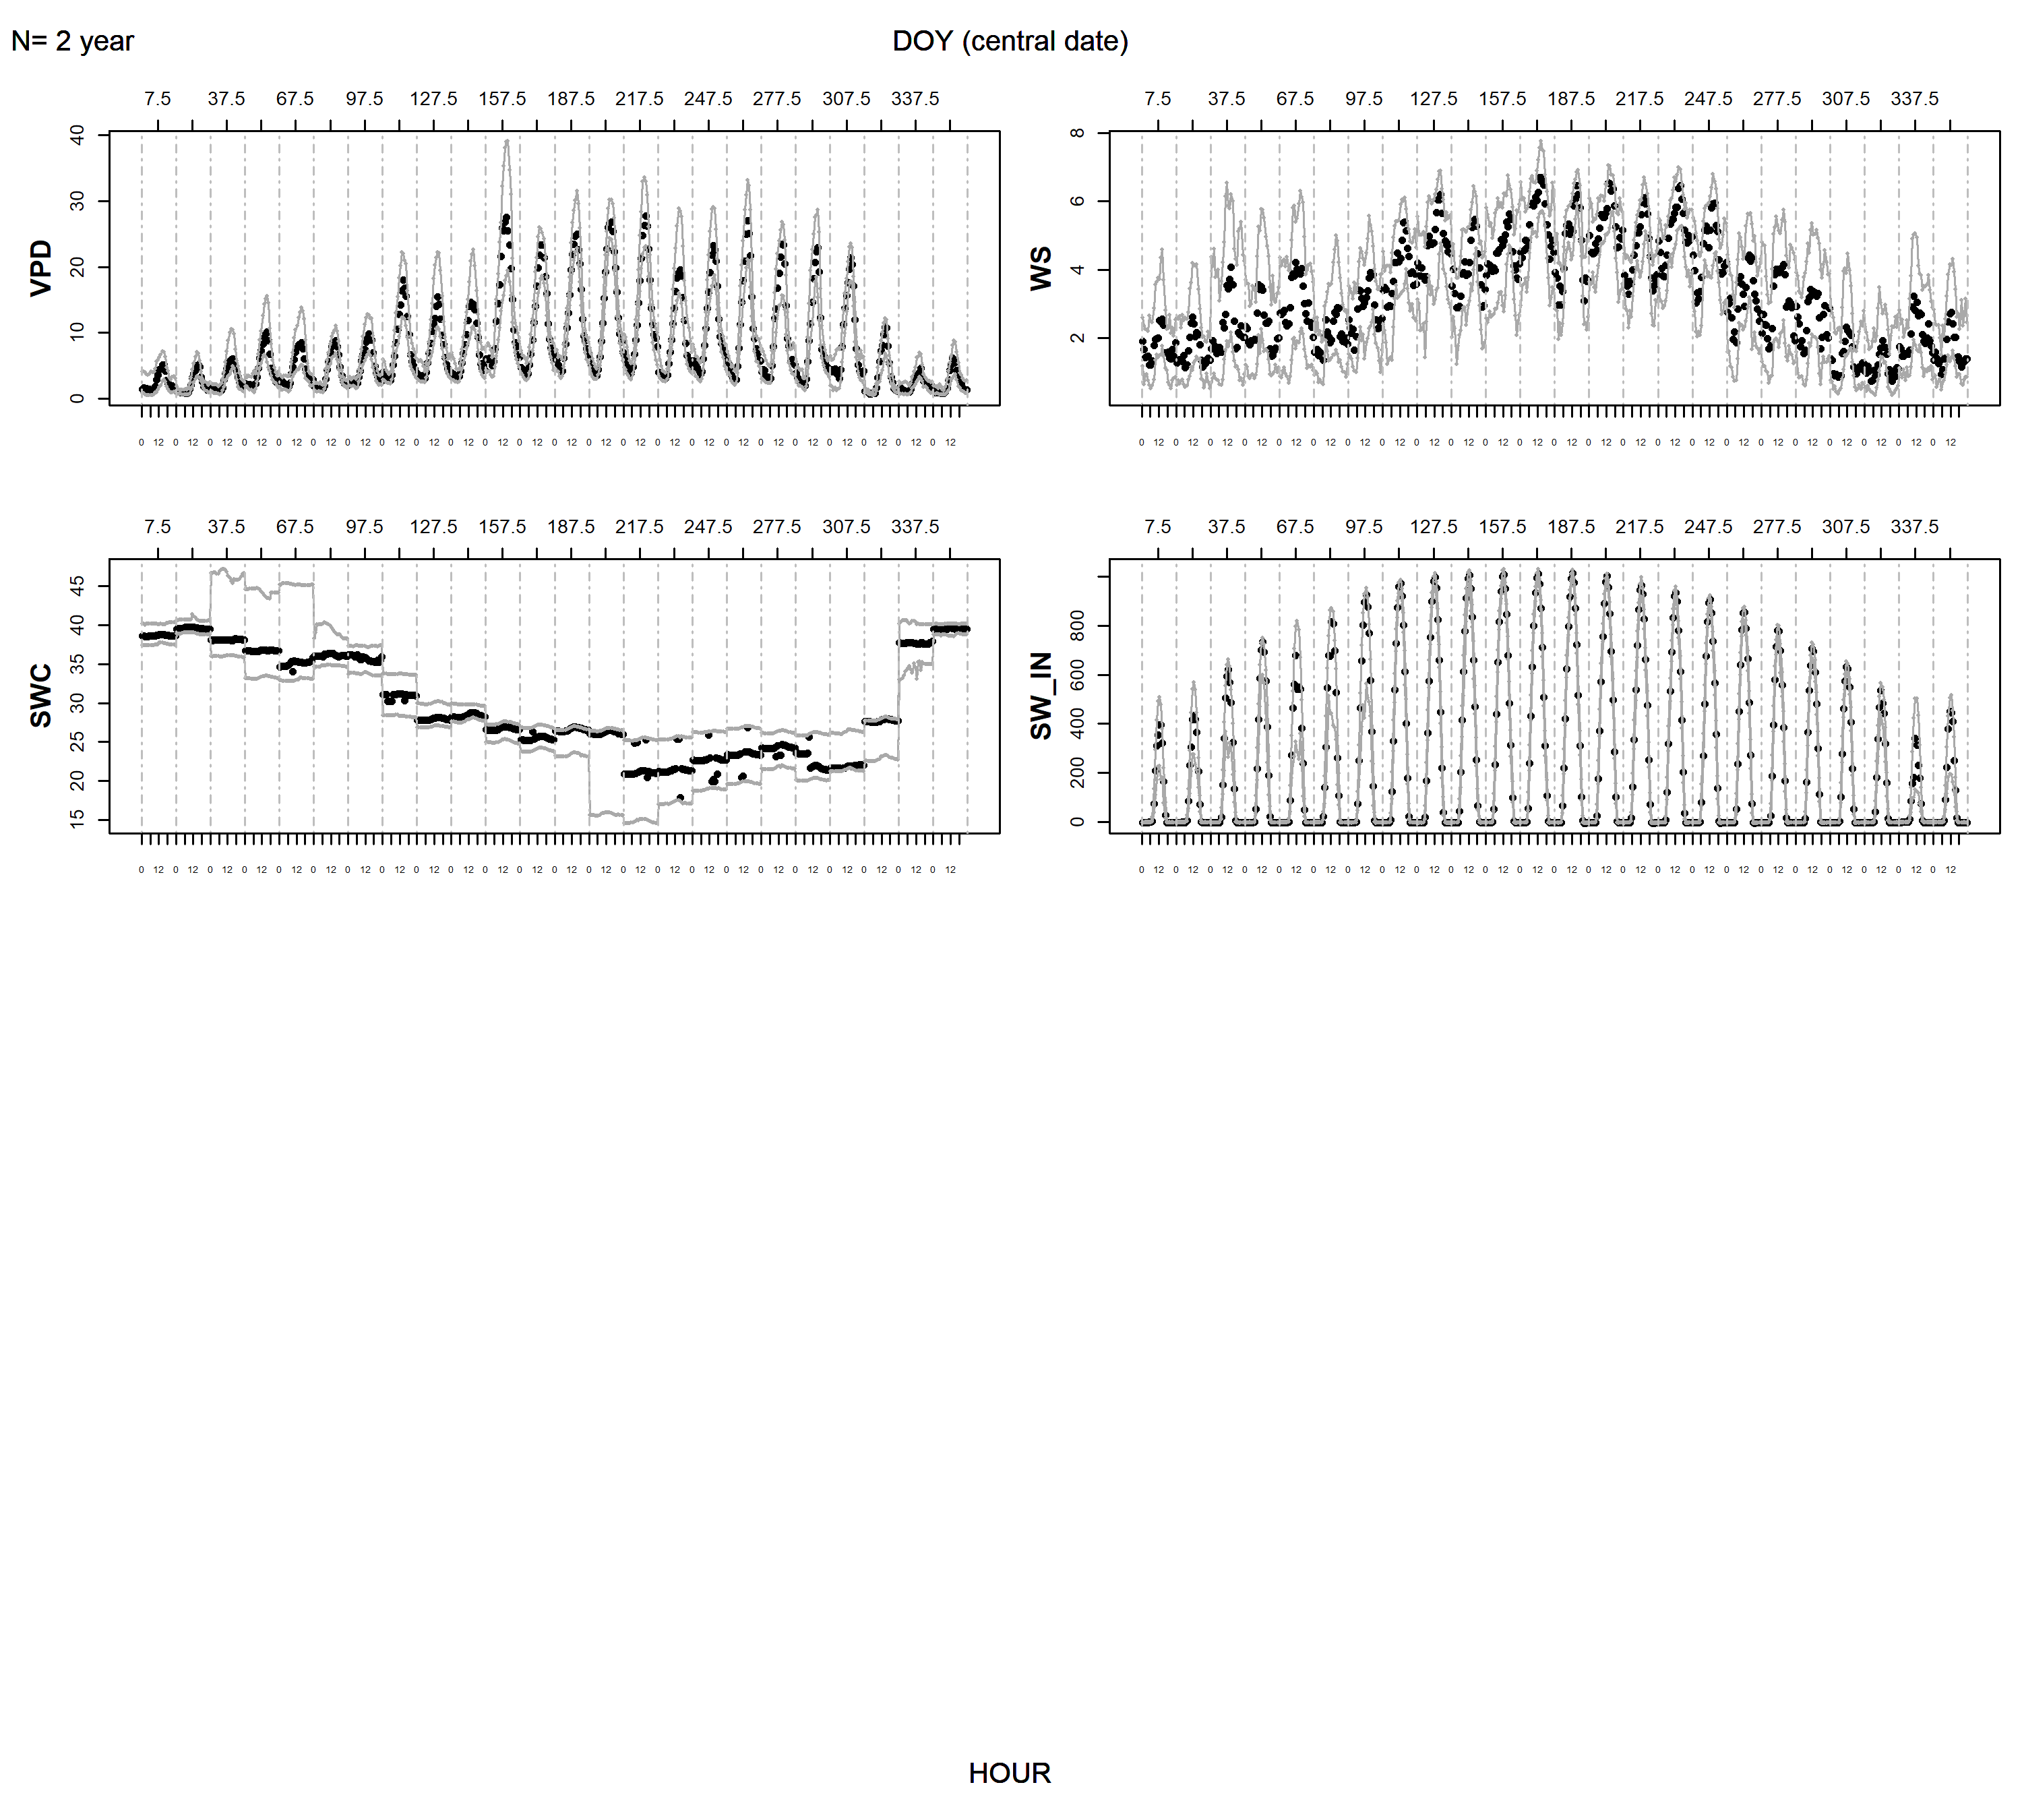 N= 2 year
DOY (central date)
7.5 37.5 67.5 97.5 127.5 157.5 187.5 217.5 247.5 277.5 307.5 337.5
VPD
0 10 20 30 40
0 12 0 12 0 12 0 12 0 12 0 12 0 12 0 12 0 12 0 12 0 12 0 12 0 12 0 12 0 12 0 12 0 12 0 12 0 12 0 12 0 12 0 12 0 12 0 12
7.5 37.5 67.5 97.5 127.5 157.5 187.5 217.5 247.5 277.5 307.5 337.5
WS
2 4 6 8
0 12 0 12 0 12 0 12 0 12 0 12 0 12 0 12 0 12 0 12 0 12 0 12 0 12 0 12 0 12 0 12 0 12 0 12 0 12 0 12 0 12 0 12 0 12 0 12
7.5 37.5 67.5 97.5 127.5 157.5 187.5 217.5 247.5 277.5 307.5 337.5
SWC
15 20 25 30 35 40 45
0 12 0 12 0 12 0 12 0 12 0 12 0 12 0 12 0 12 0 12 0 12 0 12 0 12 0 12 0 12 0 12 0 12 0 12 0 12 0 12 0 12 0 12 0 12 0 12
7.5 37.5 67.5 97.5 127.5 157.5 187.5 217.5 247.5 277.5 307.5 337.5
SW_IN
0 200 400 600 800
0 12 0 12 0 12 0 12 0 12 0 12 0 12 0 12 0 12 0 12 0 12 0 12 0 12 0 12 0 12 0 12 0 12 0 12 0 12 0 12 0 12 0 12 0 12 0 12
HOUR